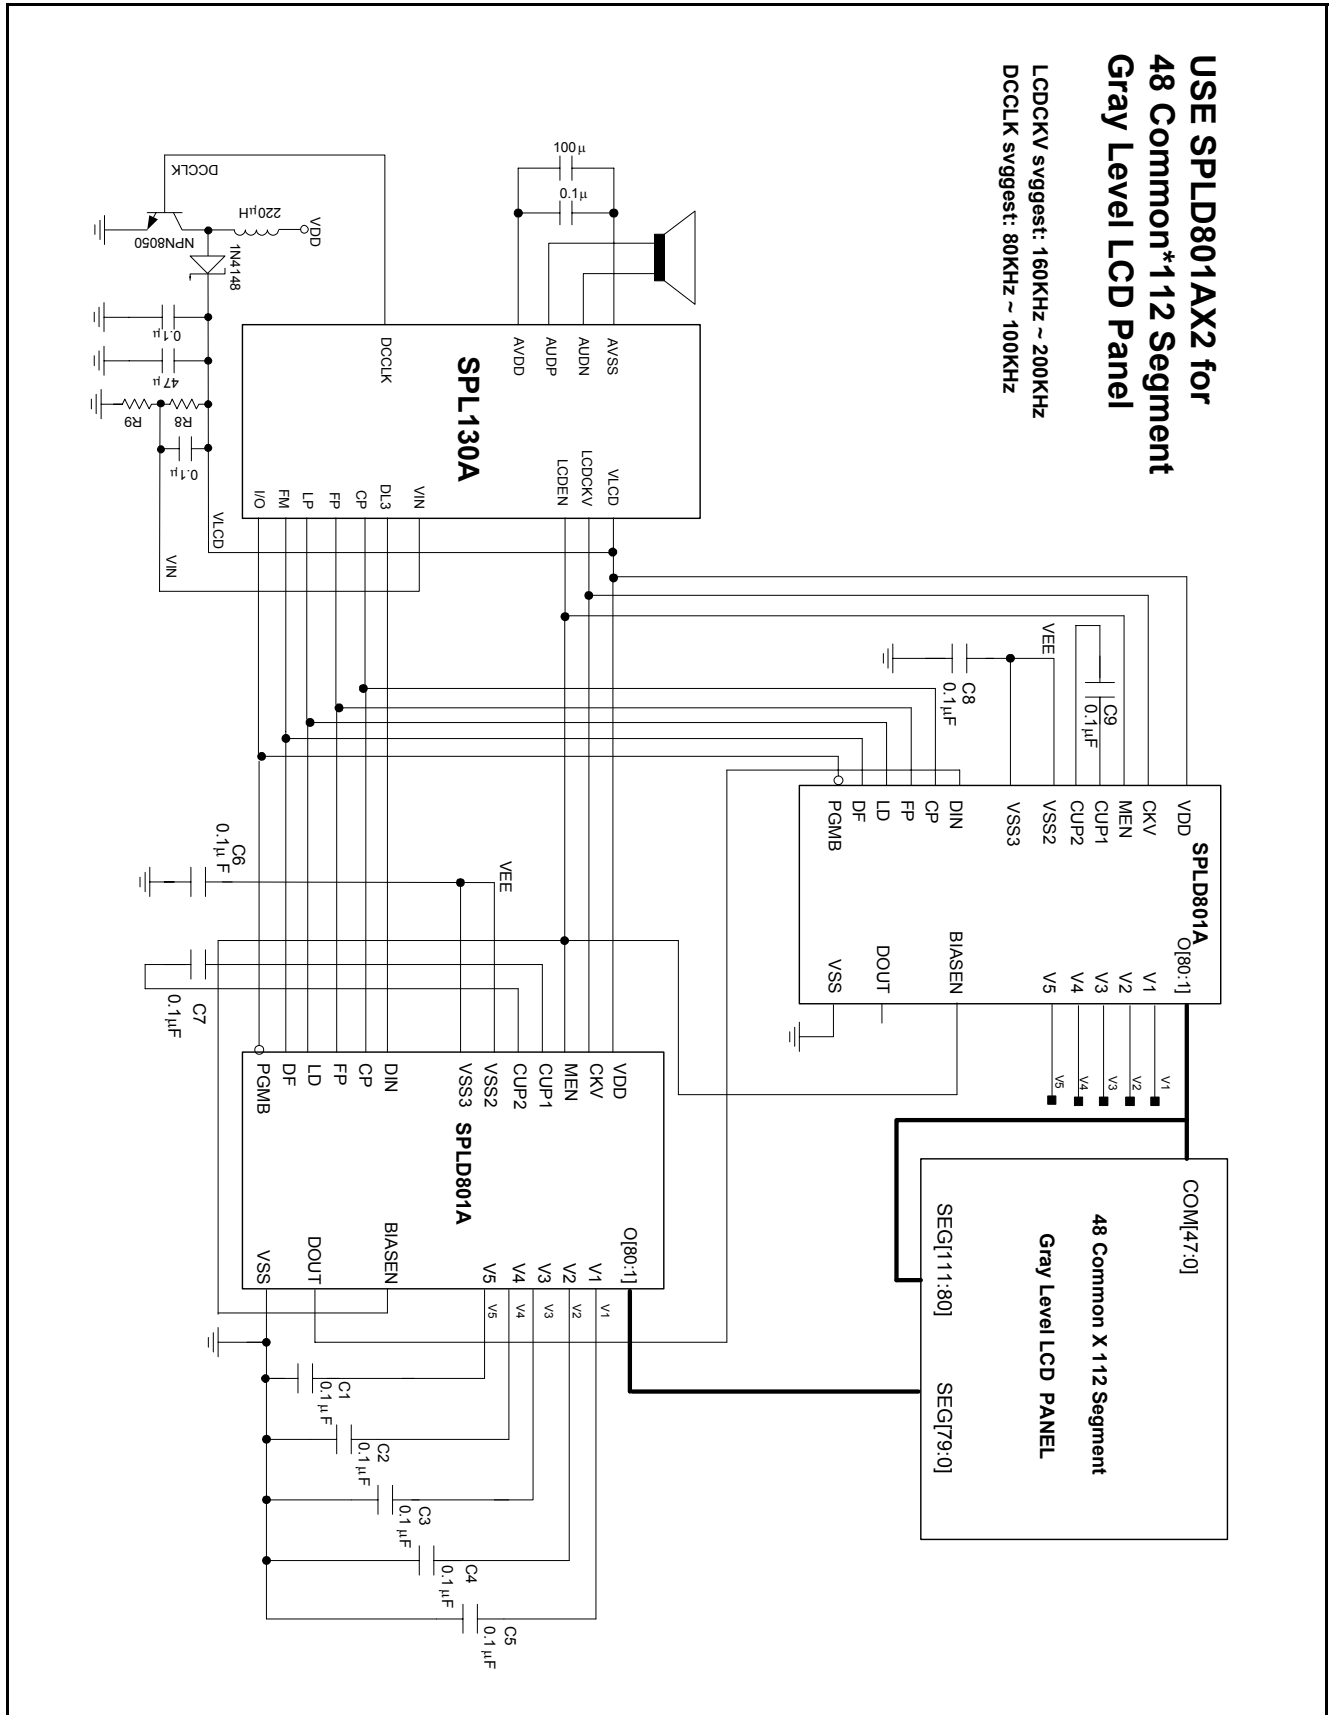 USE SPLD801AX2 for
48 Common*112 Segment
Gray Level LCD Panel
LCDCKV svggest: 160KHz ~ 200KHz
DCCLK svggest: 80KHz ~ 100KHz
100μ
0.1μ
DCCLK
NPN8050
220μH
VDD
1N4148
0.1μ
47μ
R9
R8
0.1μ
VLCD
VIN
SPL130A
AVSS
AUDN
AUDP
AVDD
DCCLK
VLCD
LCDCKV
LCDEN
VIN
DL3
CP
FP
LP
FM
I/O
VEE
C8
0.1μF
C9
0.1μF
SPLD801A
VDD
CKV
MEN
CUP1
CUP2
VSS2
VSS3
DIN
CP
FP
LD
DF
PGMB
O[80:1]
V1
V2
V3
V4
V5
BIASEN
DOUT
VSS
V1
V2
V3
V4
V5
COM[47:0]
48 Common X 112 Segment
Gray Level LCD PANEL
SEG[111:80]
SEG[79:0]
C6
0.1μF
VEE
C7
0.1μF
SPLD801A
VDD
CKV
MEN
CUP1
CUP2
VSS2
VSS3
DIN
CP
FP
LD
DF
PGMB
O[80:1]
V1
V2
V3
V4
V5
BIASEN
DOUT
VSS
V1
V2
V3
V4
V5
C1
0.1μF
C2
0.1μF
C3
0.1μF
C4
0.1μF
C5
0.1μF